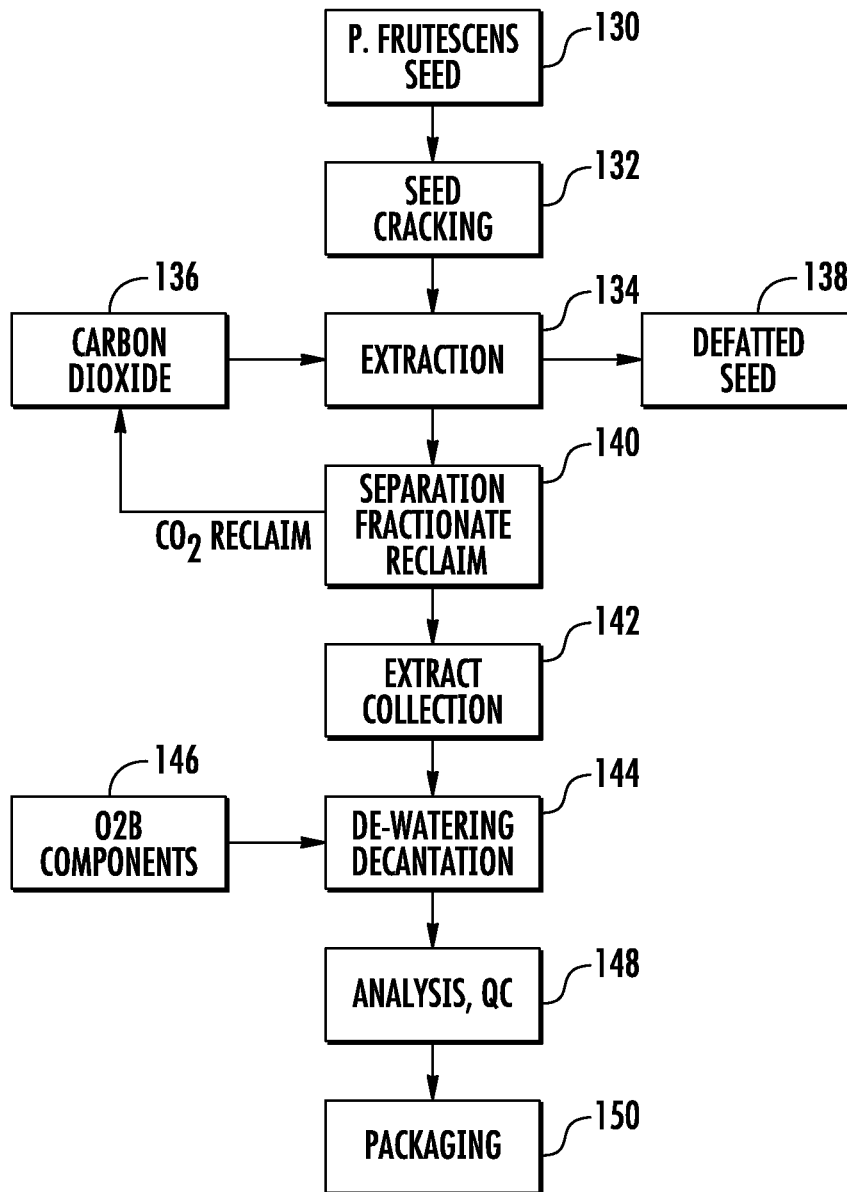 P. FRUTESCENS
SEED
130
SEED
CRACKING
132
136
CARBON
DIOXIDE
EXTRACTION
134
138
DEFATTED
SEED
SEPARATION
FRACTIONATE
RECLAIM
140
CO2 RECLAIM
EXTRACT
COLLECTION
142
146
O2B
COMPONENTS
DE-WATERING
DECANTATION
144
ANALYSIS, QC
148
PACKAGING
150